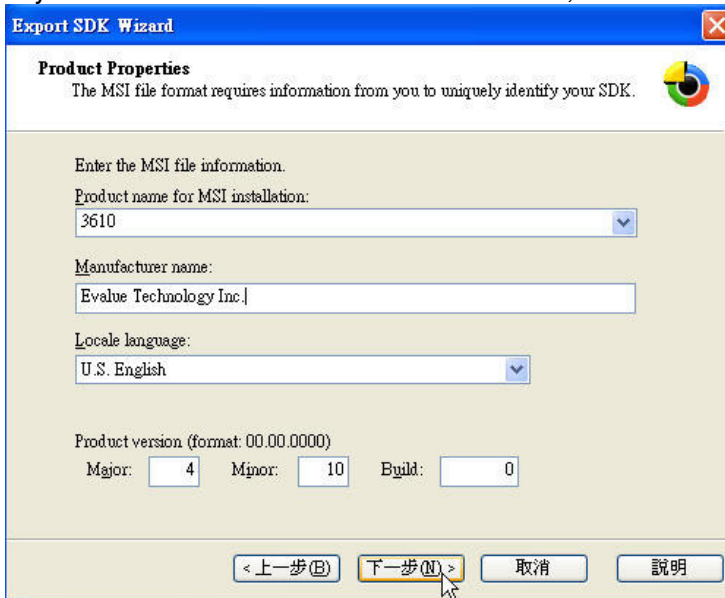 Export SDK Wizard
Product Properties
The MSI file format requires information from you to uniquely identify your SDK.
Enter the MSI file information.
Product name for MSI installation:
3610
Manufacturer name:
Evalue Technology Inc.
Locale language:
U.S. English
Product version (format: 00.00.0000)
Major: 4 Minor: 10 Build: 0
<上一步(B) 下一步(N)> 取消 說明